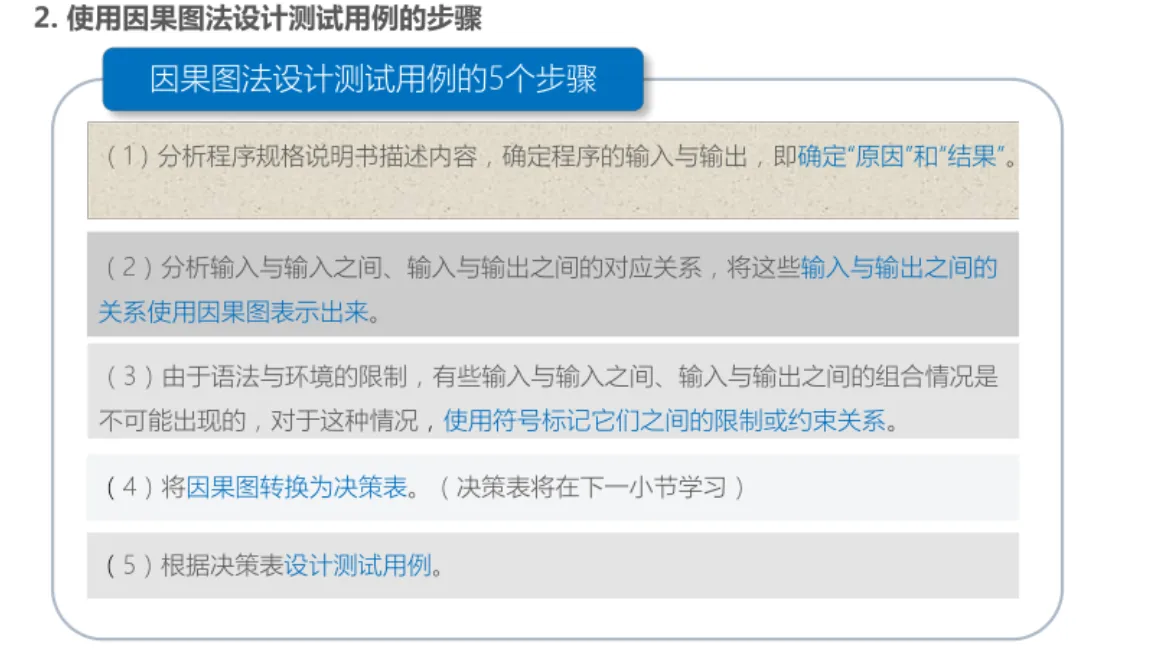 2. 使用因果图法设计测试用例的步骤
因果图法设计测试用例的5个步骤
（1）分析程序规格说明书描述内容，确定程序的输入与输出，即确定“原因”和“结果”。
（2）分析输入与输入之间、输入与输出之间的对应关系，将这些输入与输出之间的
关系使用因果图表示出来。
（3）由于语法与环境的限制，有些输入与输入之间、输入与输出之间的组合情况是
不可能出现的，对于这种情况，使用符号标记它们之间的限制或约束关系。
（4）将因果图转换为决策表。（决策表将在下一小节学习）
（5）根据决策表设计测试用例。